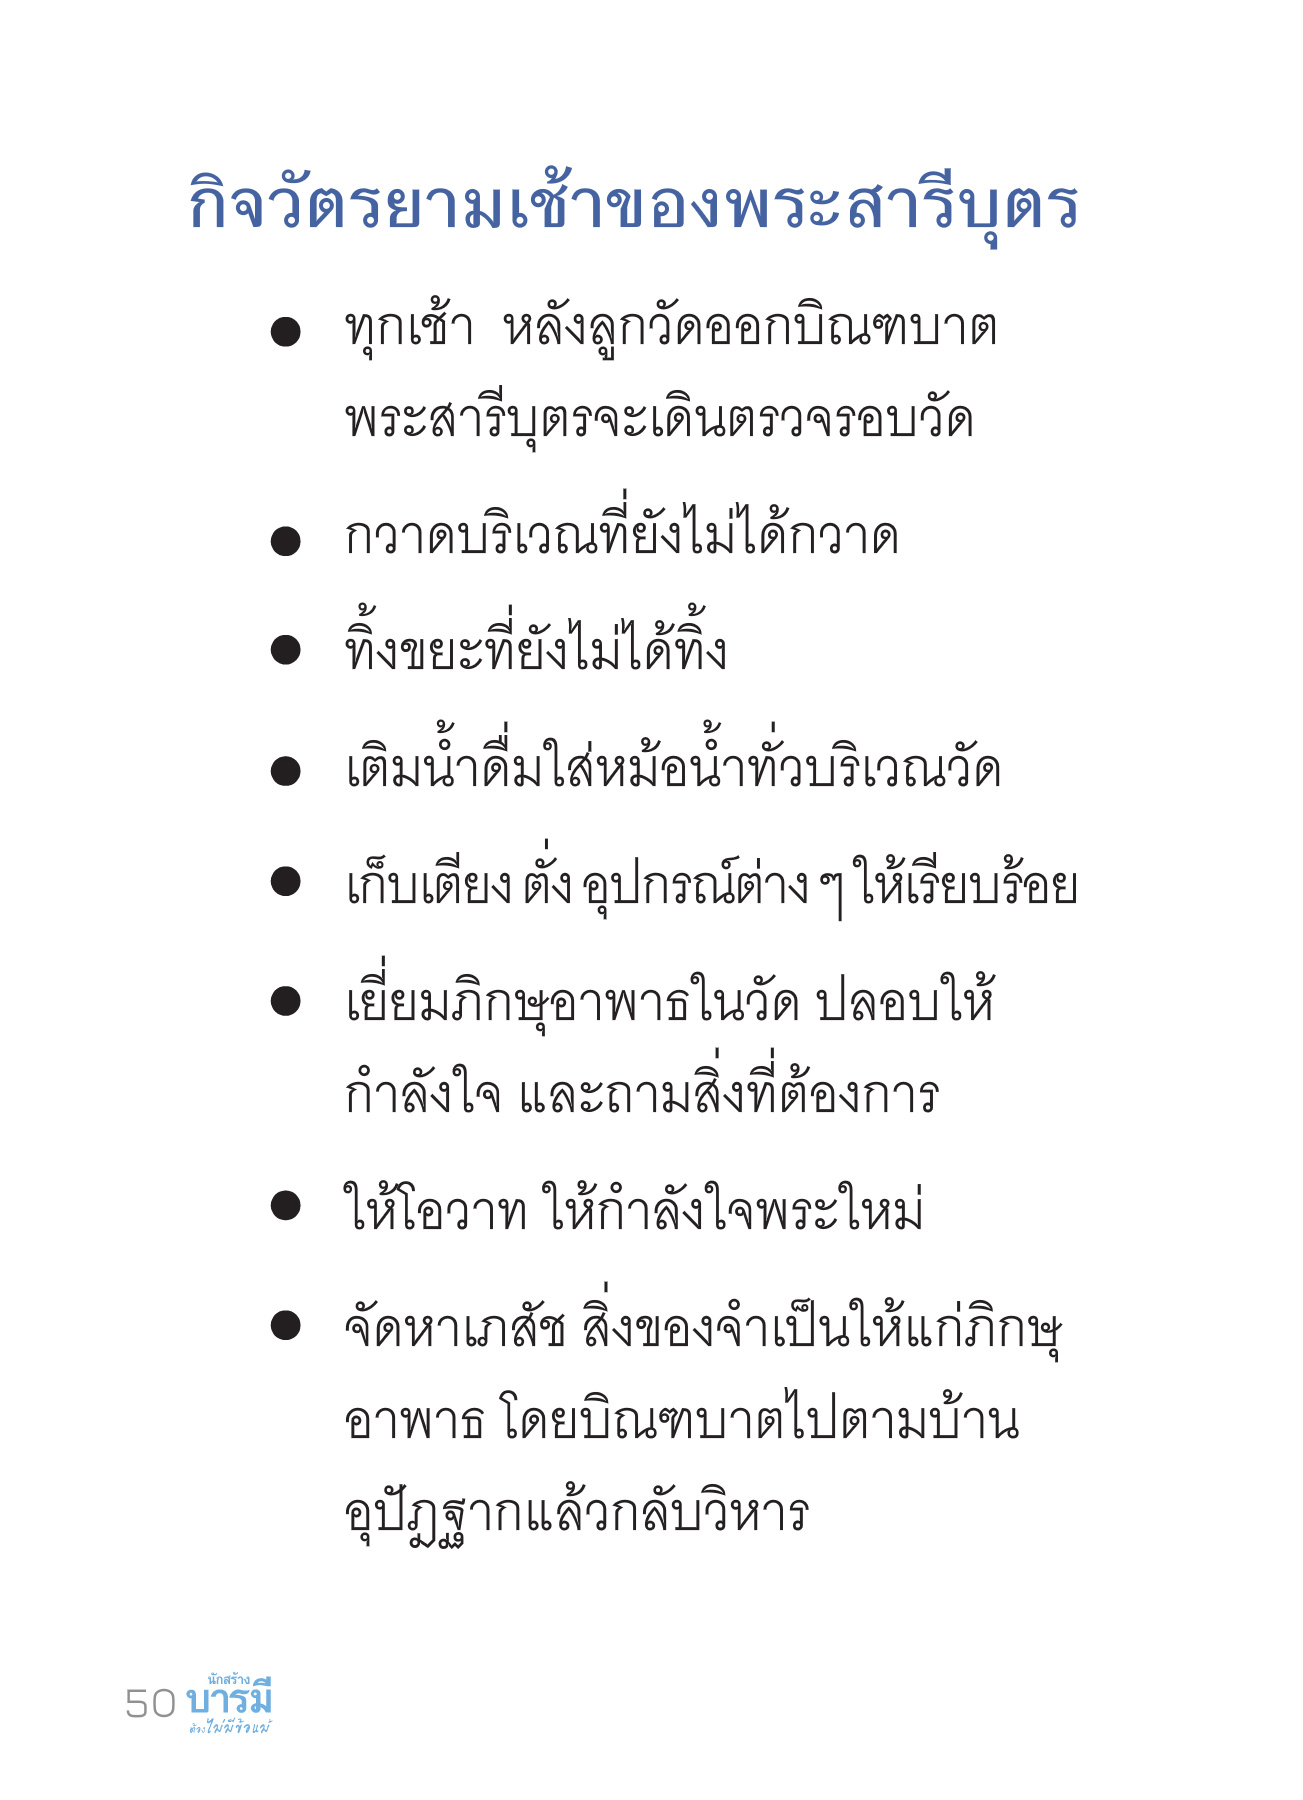 กิจวัตรยามเช้าของพระสารีบุตร
● ทุกเช้า หลังลูกวัดออกบิณฑบาต
พระสารีบุตรจะเดินตรวจรอบวัด
● กวาดบริเวณที่ยังไม่ได้กวาด
● ทิ้งขยะที่ยังไม่ได้ทิ้ง
● เติมน้ำดื่มใส่หม้อน้ำทั่วบริเวณวัด
● เก็บเตียง ตั่ง อุปกรณ์ต่าง ๆ ให้เรียบร้อย
● เยี่ยมภิกษุอาพาธในวัด ปลอบให้
กำลังใจ และถามสิ่งที่ต้องการ
● ให้โอวาท ให้กำลังใจพระใหม่
● จัดหาเภสัช สิ่งของจำเป็นให้แก่ภิกษุ
อาพาธ โดยบิณฑบาตไปตามบ้าน
อุปัฏฐากแล้วกลับวิหาร
50 นักสร้าง
บารมี
ต้องไม่มีข้อแม้